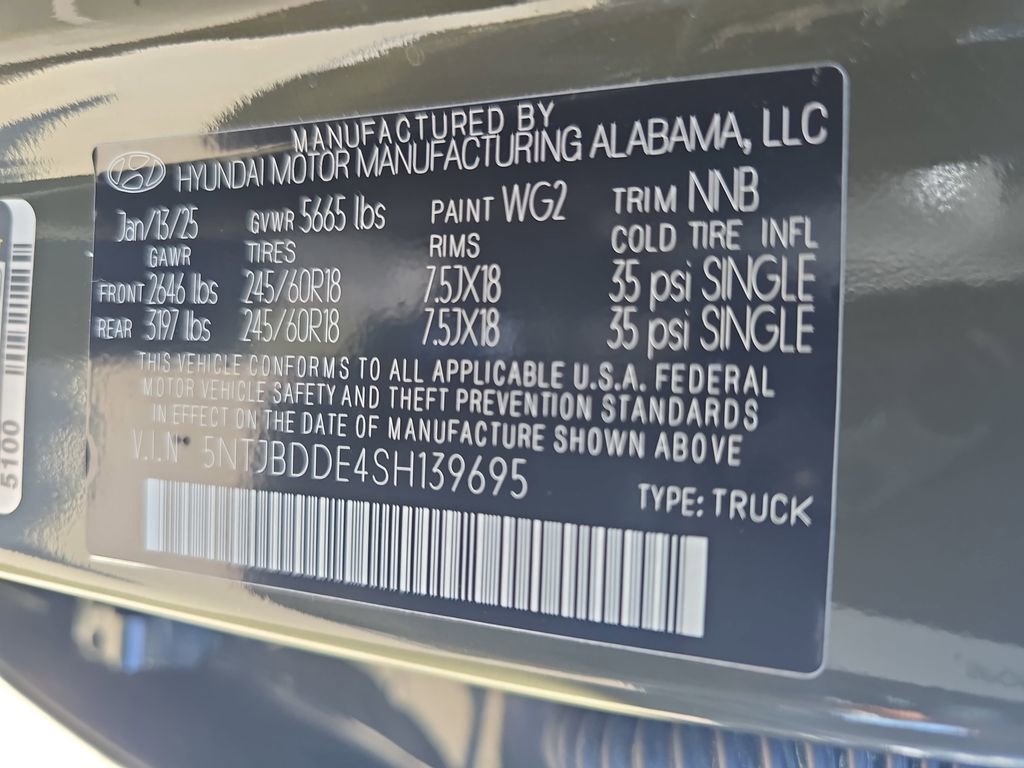 MANUFACTURED BY
HYUNDAI MOTOR MANUFACTURING ALABAMA, LLC
Jan/13/25 GVWR 5665 lbs PAINT WG2 TRIM NNB
GAWR TIRES RIMS COLD TIRE INFL
FRONT 2646 lbs 245/60R18 7.5JX18 35 psi SINGLE
REAR 3197 lbs 245/60R18 7.5JX18 35 psi SINGLE
THIS VEHICLE CONFORMS TO ALL APPLICABLE U.S.A. FEDERAL
MOTOR VEHICLE SAFETY AND THEFT PREVENTION STANDARDS
IN EFFECT ON THE DATE OF MANUFACTURE SHOWN ABOVE
V.I.N 5NTJBDDE4SH139695
TYPE: TRUCK
5100